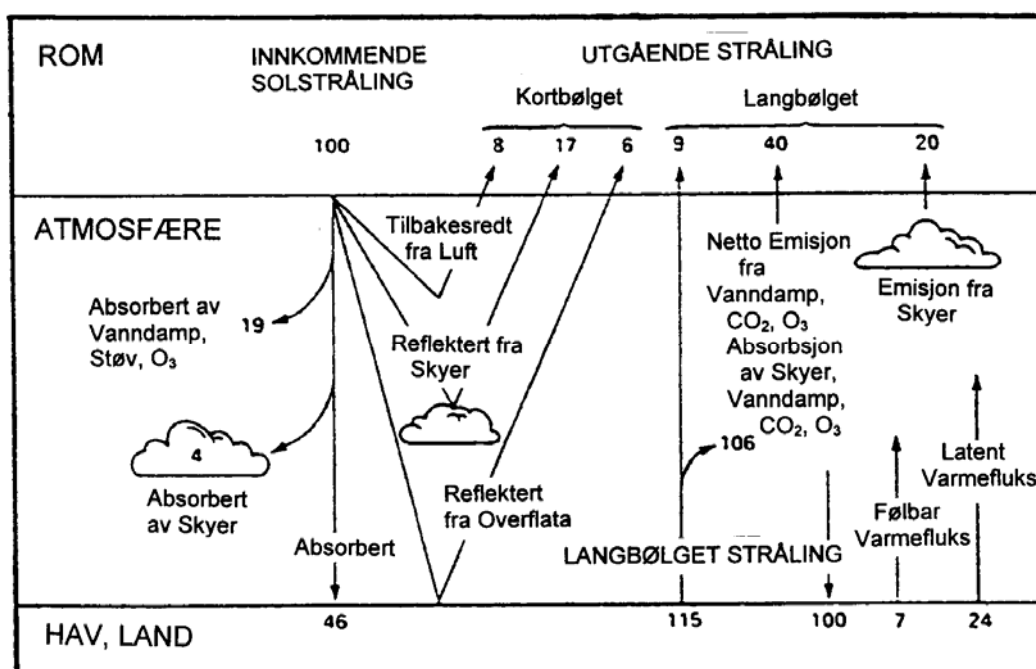 ROM
INNKOMMENDE
SOLSTRÅLING
UTGÅENDE STRÅLING
Kortbølget
Langbølget
100
8
17
6
9
40
20
ATMOSFÆRE
Tilbakesredt
fra Luft
Absorbert av
Vanndamp,
Støv, O₃
19
Reflektert fra
Skyer
4
Absorbert
av Skyer
Absorbert
Reflektert
fra Overflata
Netto Emisjon
fra
Vanndamp,
CO₂, O₃
Absorbsjon
av Skyer,
Vanndamp,
CO₂, O₃
106
Emisjon fra
Skyer
Latent
Varmefluks
Følbar
Varmefluks
LANGBØLGET STRÅLING
HAV, LAND
46
115
100
7
24